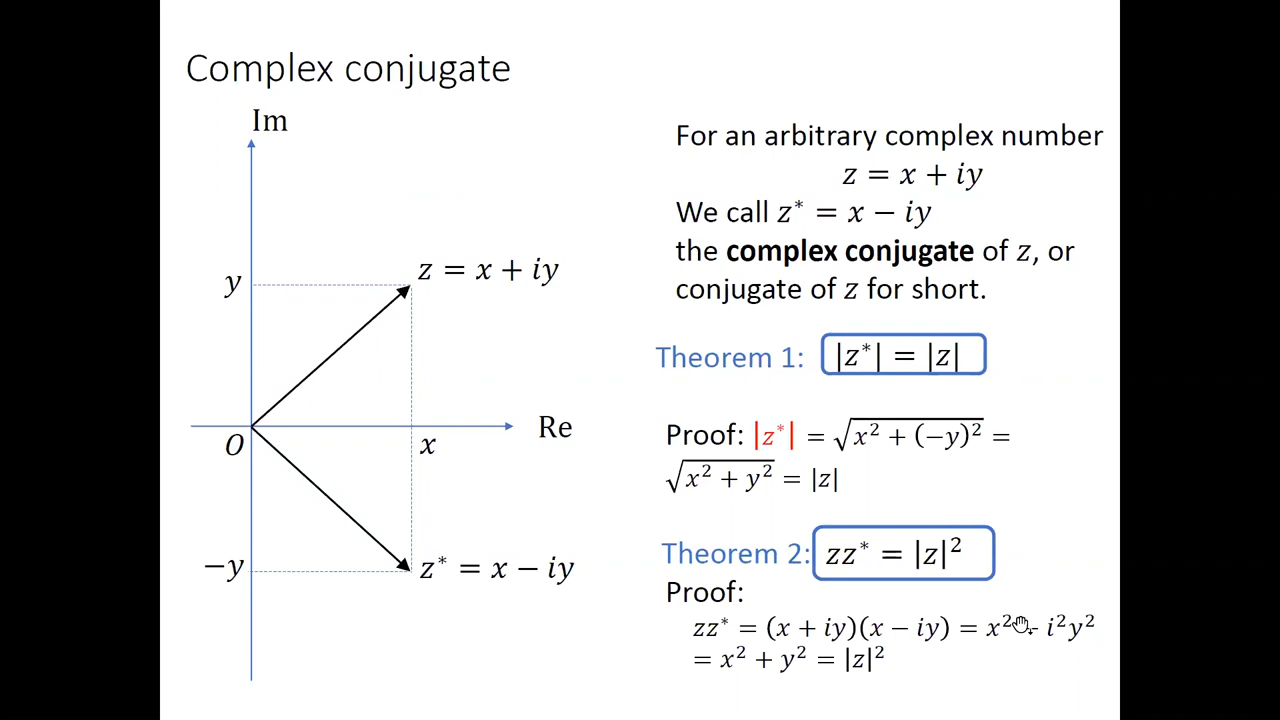 Complex conjugate
Im
y
z = x + iy
O
x
Re
−y
z* = x − iy
For an arbitrary complex number
z = x + iy
We call z* = x − iy
the complex conjugate of z, or
conjugate of z for short.
Theorem 1: |z*| = |z|
Proof: |z*| = √(x² + (−y)²) =
√(x² + y²) = |z|
Theorem 2: zz* = |z|²
Proof:
zz* = (x + iy)(x − iy) = x² − i²y²
= x² + y² = |z|²